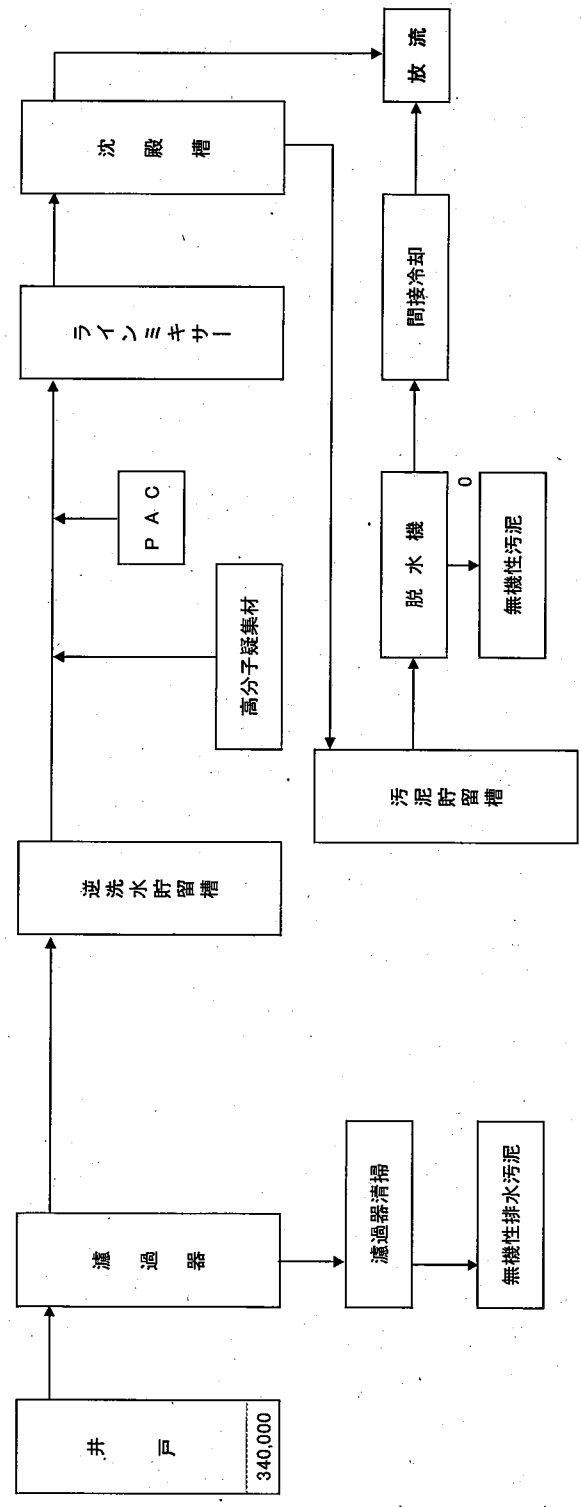 井戸
340,000
濾過器
濾過器清掃
無機性排水汚泥
逆洗水貯留槽
高分子疑集材
PAC
ラインミキサー
沈殿槽
汚泥貯留槽
脱水機
0
無機性汚泥
間接冷却
放流